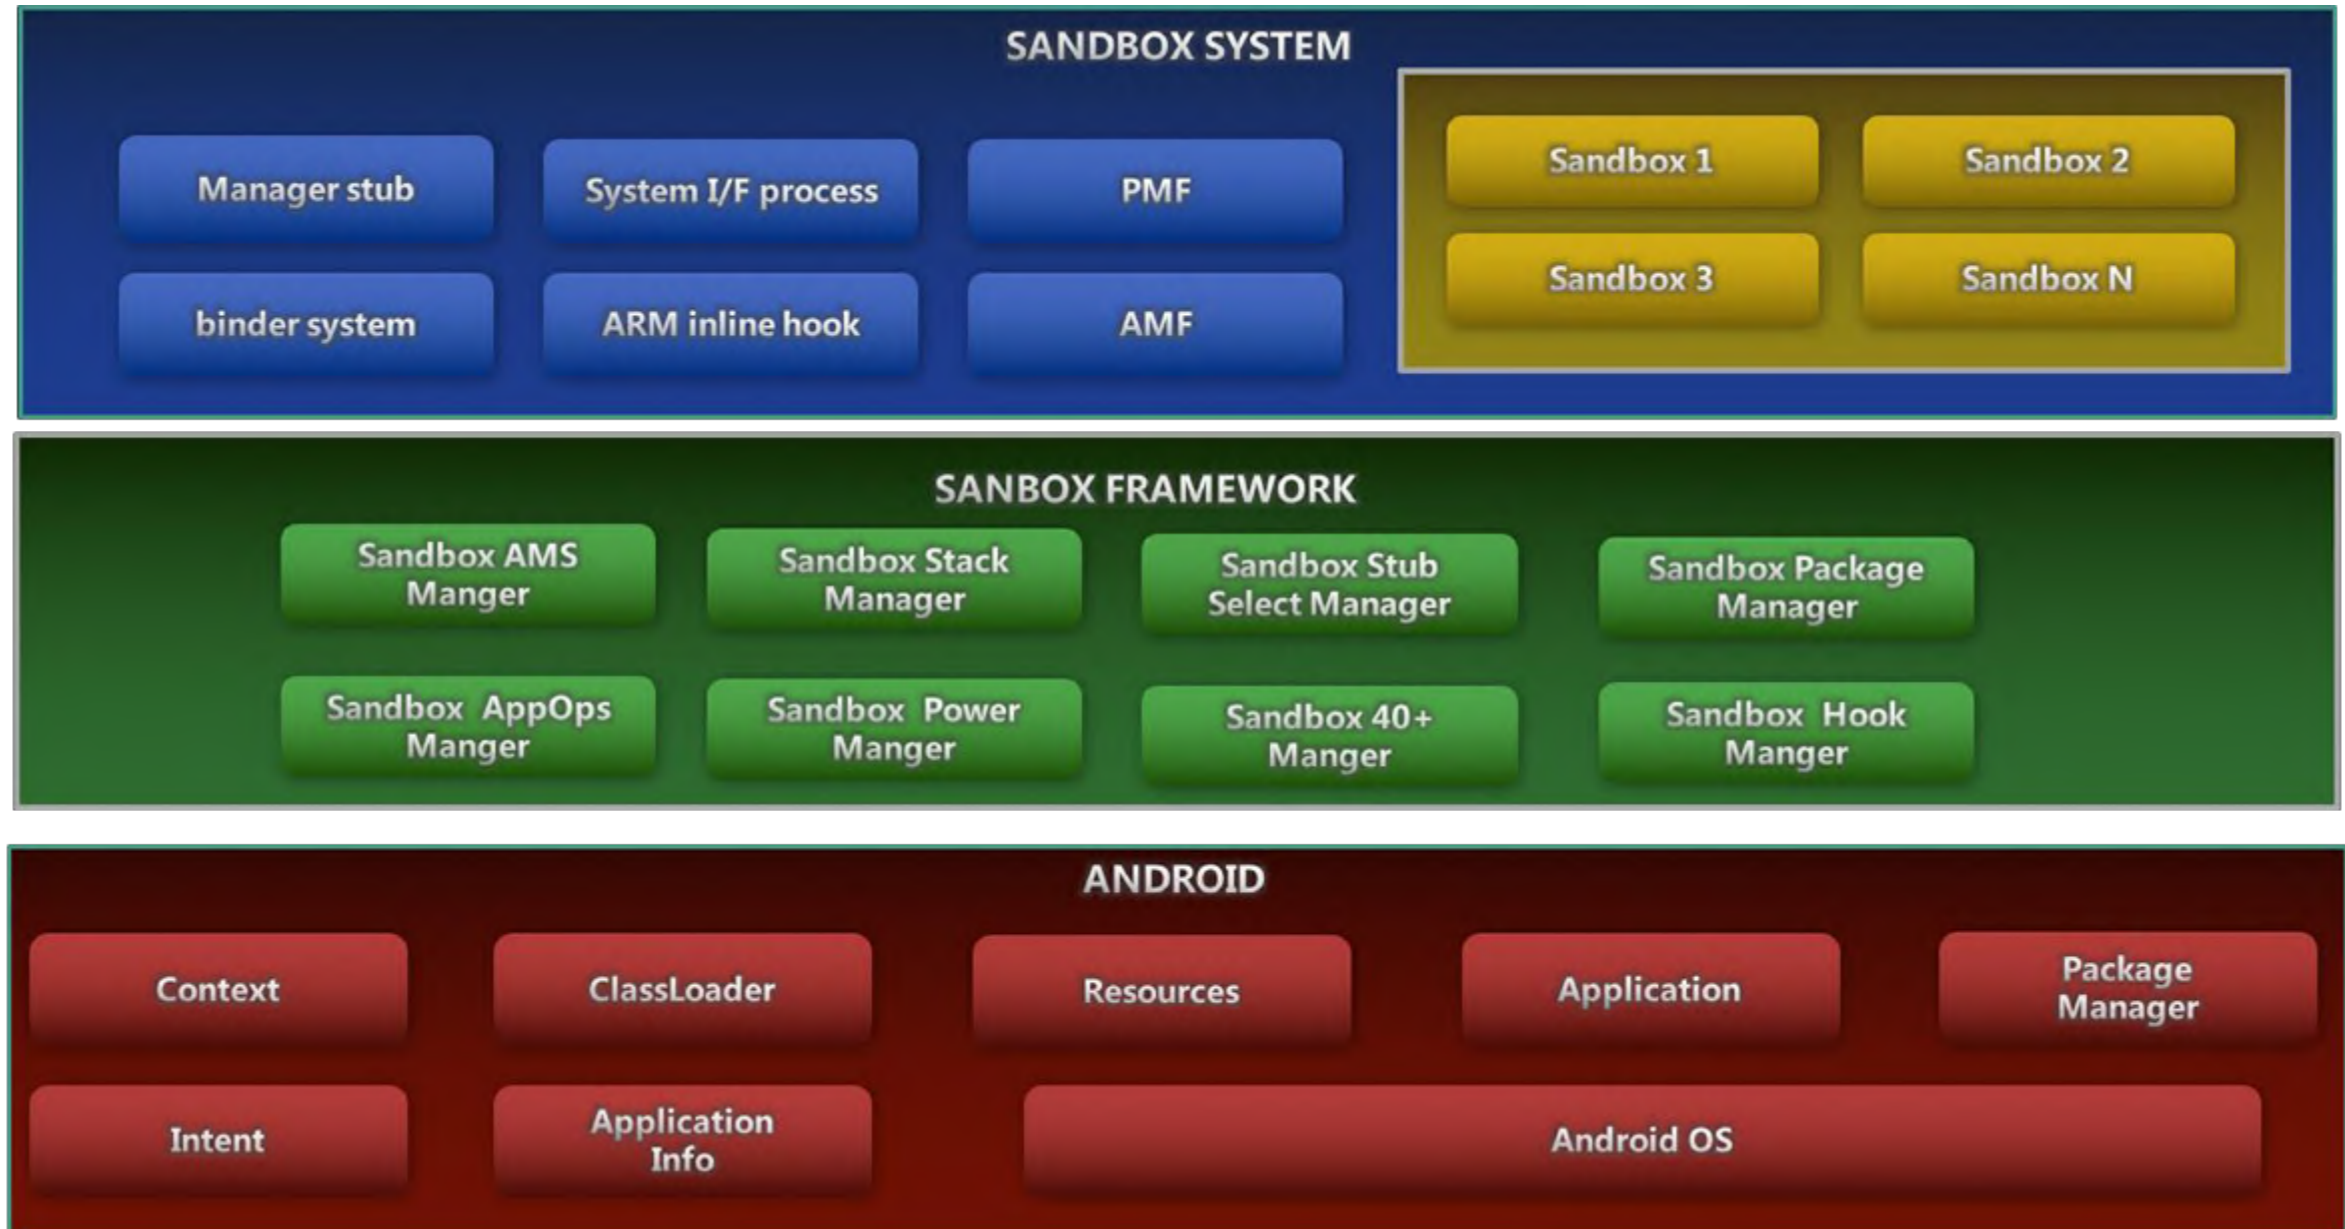 SANDBOX SYSTEM
Manager stub
System I/F process
PMF
Sandbox 1
Sandbox 2
binder system
ARM inline hook
AMF
Sandbox 3
Sandbox N
SANBOX FRAMEWORK
Sandbox AMS
Manger
Sandbox Stack
Manager
Sandbox Stub
Select Manager
Sandbox Package
Manager
Sandbox AppOps
Manger
Sandbox Power
Manger
Sandbox 40+
Manger
Sandbox Hook
Manger
ANDROID
Context
ClassLoader
Resources
Application
Package
Manager
Intent
Application
Info
Android OS